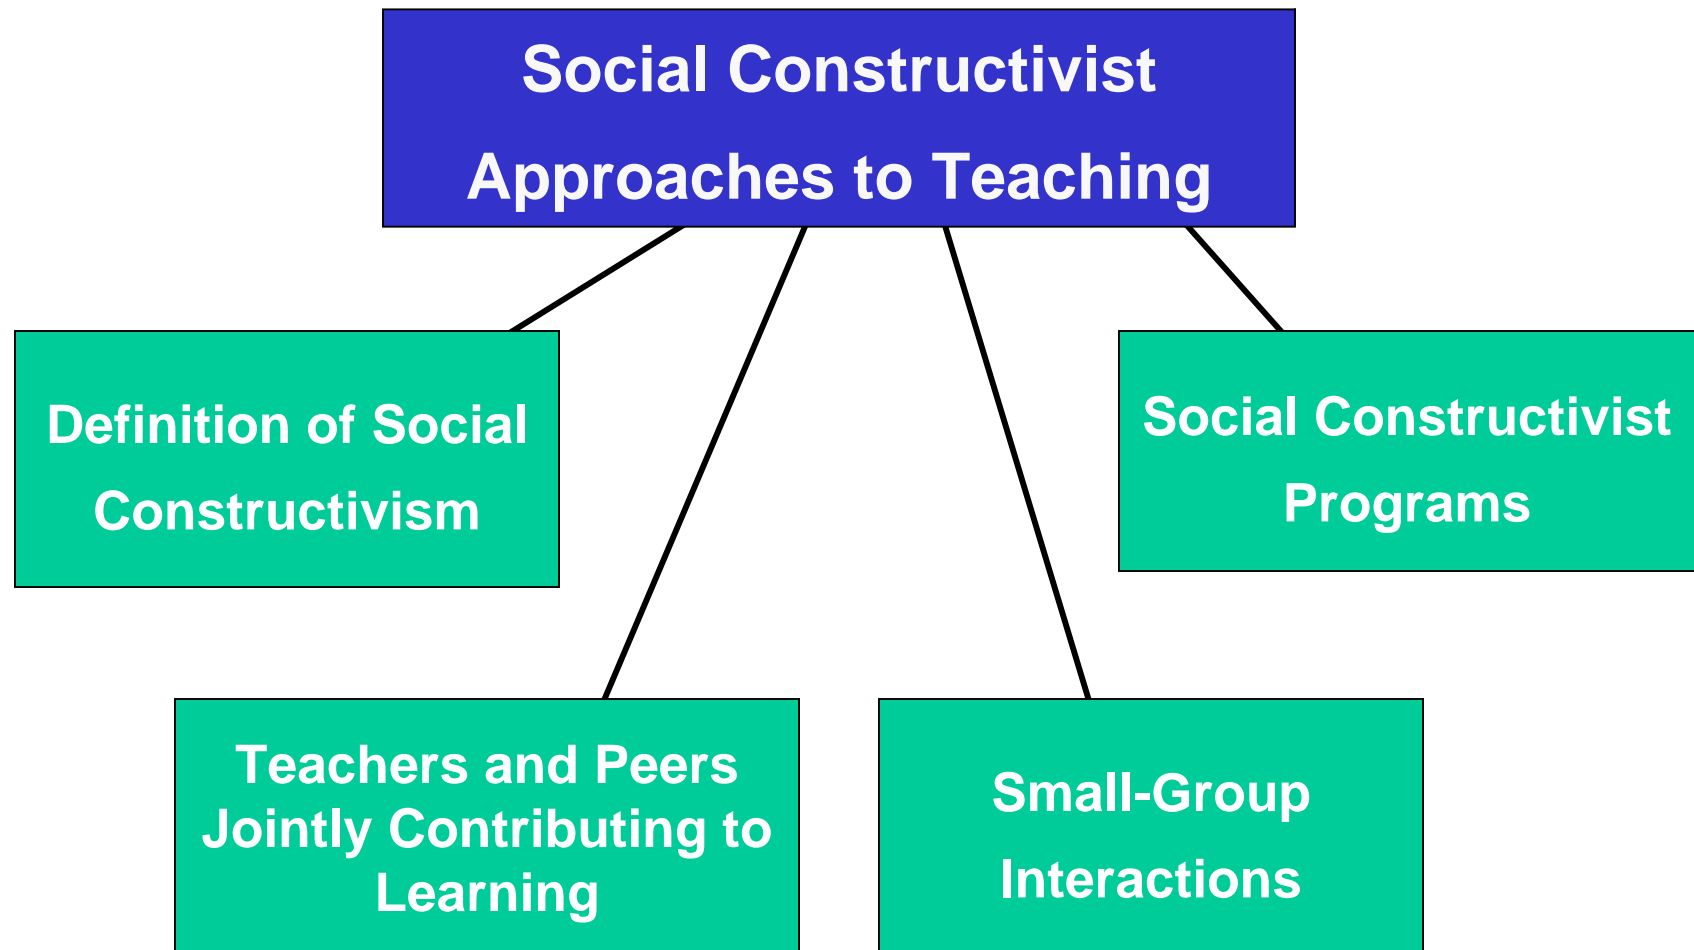 Social Constructivist
Approaches to Teaching
Definition of Social
Constructivism
Social Constructivist
Programs
Teachers and Peers
Jointly Contributing to
Learning
Small-Group
Interactions